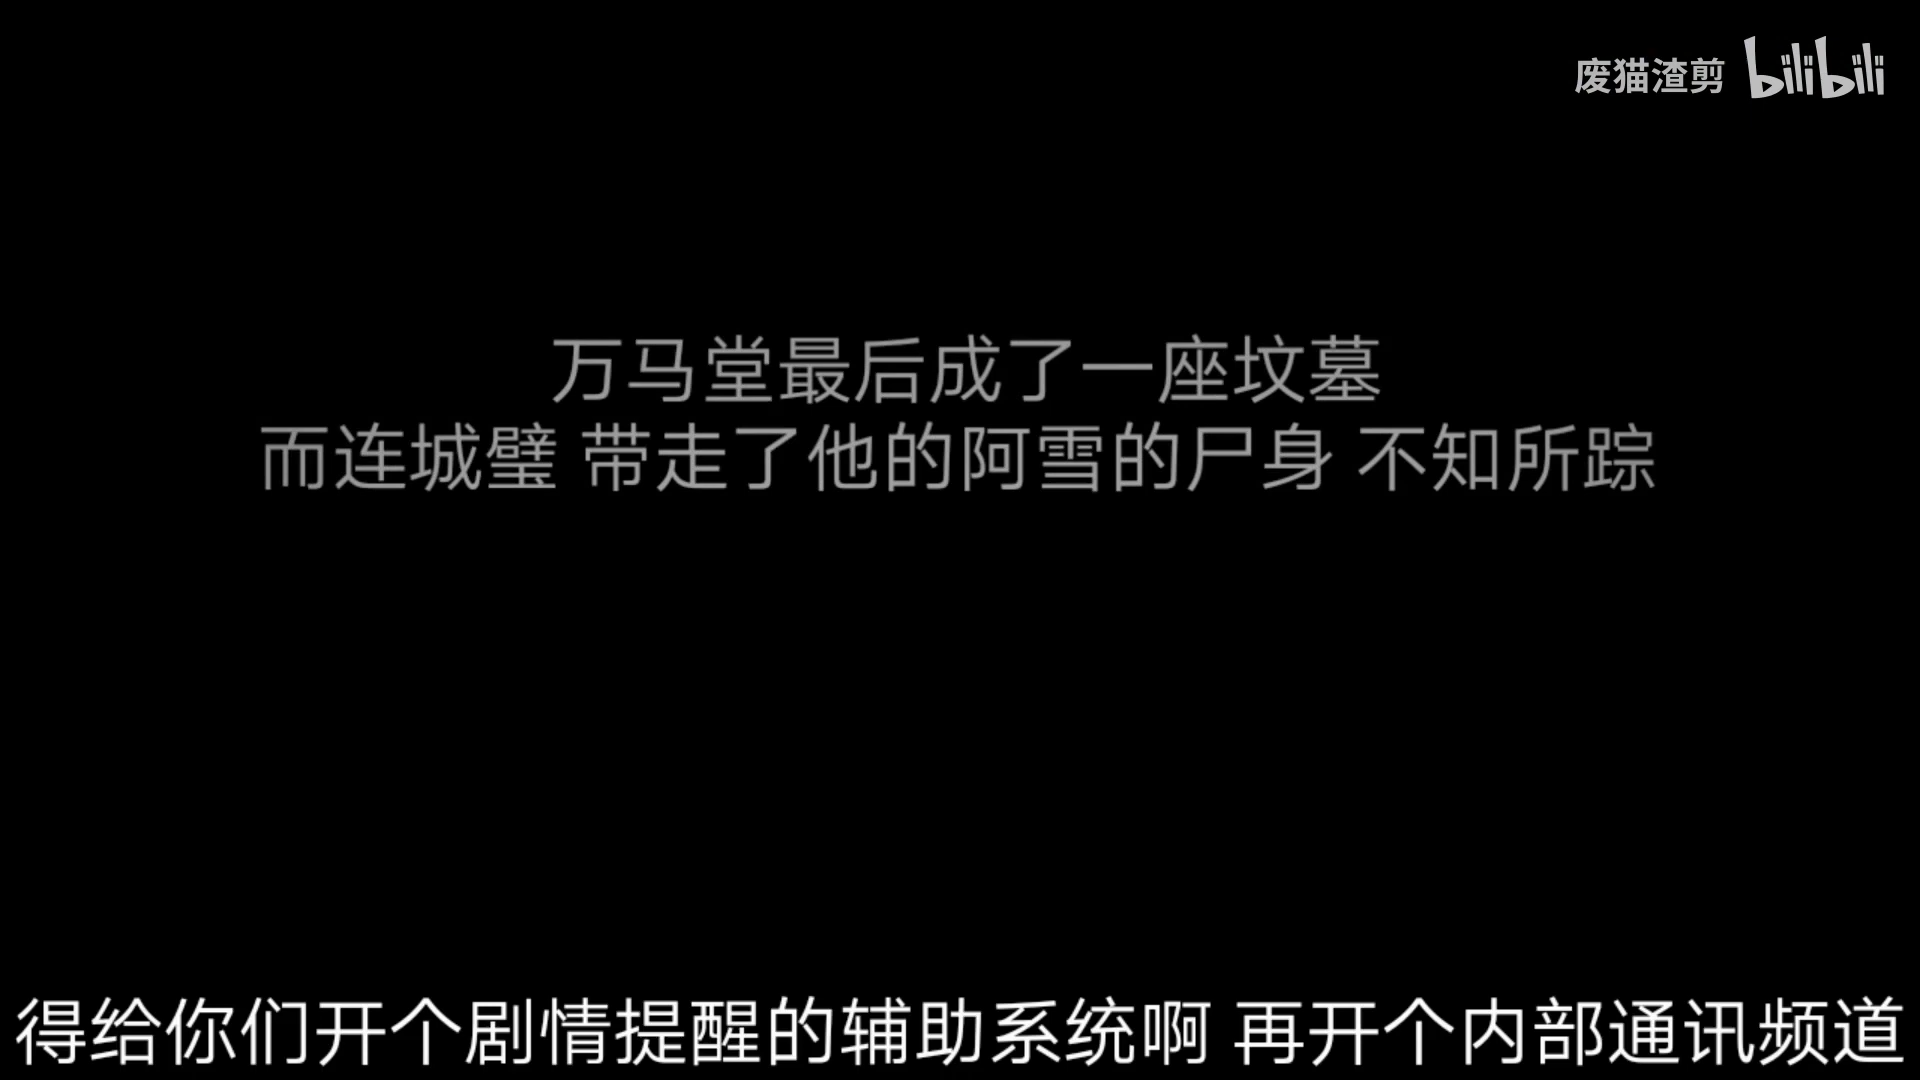 废猫渣剪 bilibili
万马堂最后成了一座坟墓
而连城璧 带走了他的阿雪的尸身 不知所踪
得给你们开个剧情提醒的辅助系统啊 再开个内部通讯频道